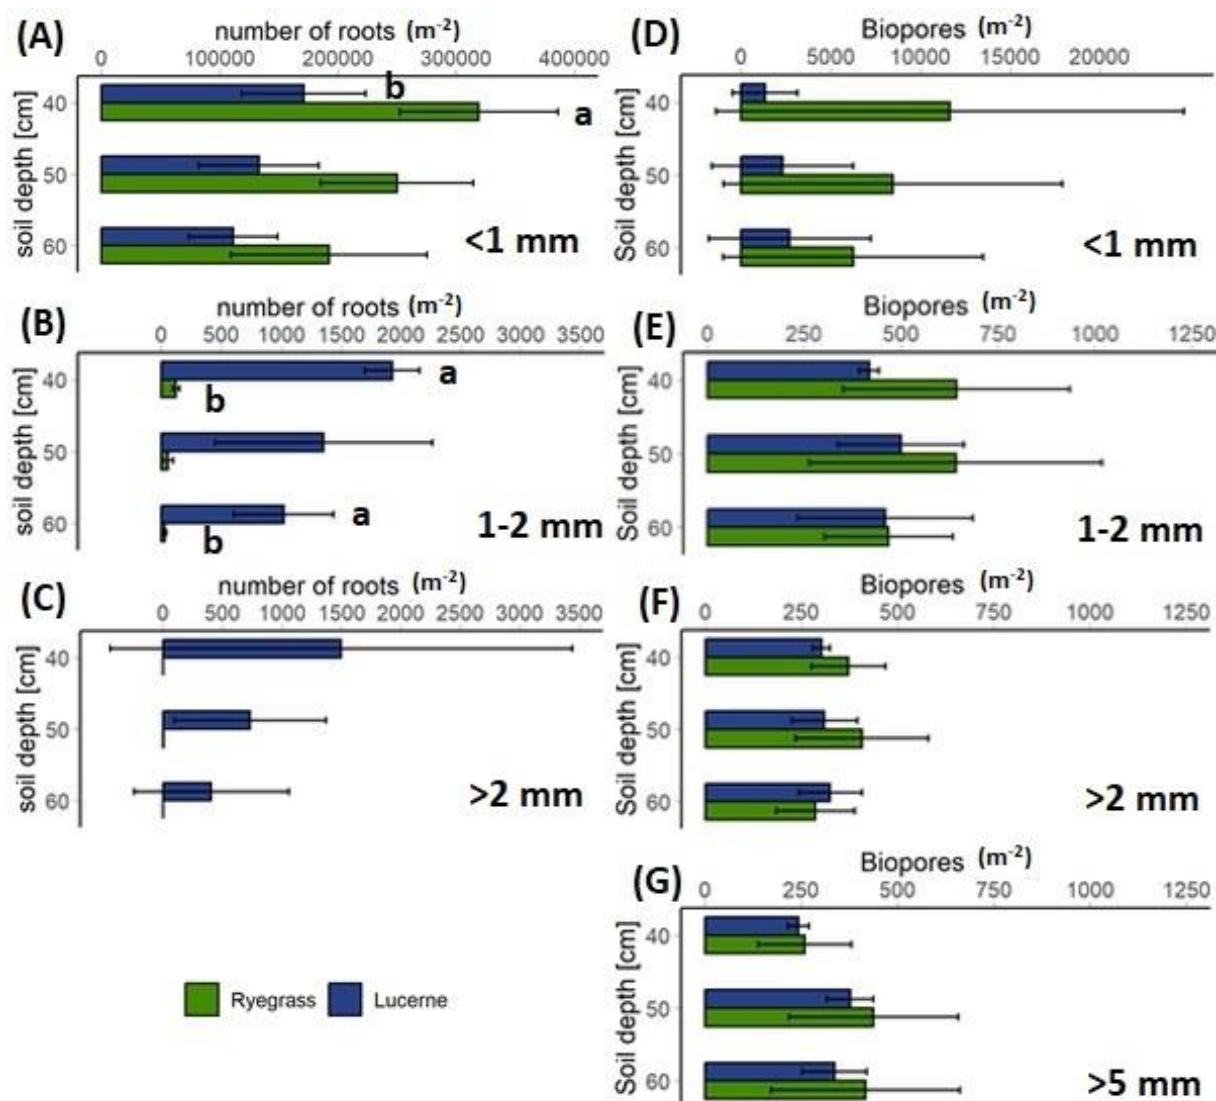 (A)
number of roots (m-2)
0 100000 200000 300000 400000
soil depth [cm]
40
50
60
b
a
<1 mm
(B)
number of roots (m-2)
0 500 1000 1500 2000 2500 3000 3500
soil depth [cm]
40
50
60
a
b
a
b
1-2 mm
(C)
number of roots (m-2)
0 500 1000 1500 2000 2500 3000 3500
soil depth [cm]
40
50
60
>2 mm
Ryegrass Lucerne
(D)
Biopores (m-2)
0 5000 10000 15000 20000
Soil depth [cm]
40
50
60
<1 mm
(E)
Biopores (m-2)
0 250 500 750 1000 1250
Soil depth [cm]
40
50
60
1-2 mm
(F)
Biopores (m-2)
0 250 500 750 1000 1250
Soil depth [cm]
40
50
60
>2 mm
(G)
Biopores (m-2)
0 250 500 750 1000 1250
Soil depth [cm]
40
50
60
>5 mm